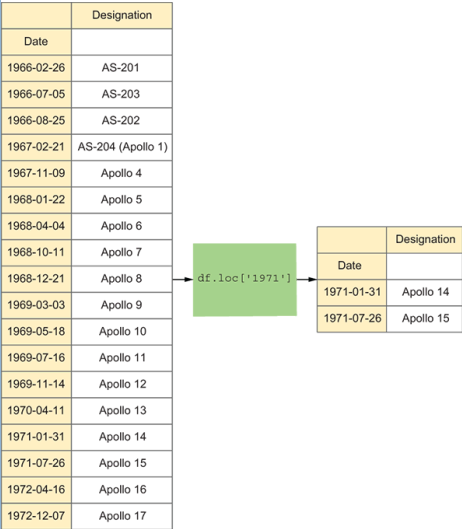 Designation
Date
1966-02-26 AS-201
1966-07-05 AS-203
1966-08-25 AS-202
1967-02-21 AS-204 (Apollo 1)
1967-11-09 Apollo 4
1968-01-22 Apollo 5
1968-04-04 Apollo 6
1968-10-11 Apollo 7
1968-12-21 Apollo 8
1969-03-03 Apollo 9
1969-05-18 Apollo 10
1969-07-16 Apollo 11
1969-11-14 Apollo 12
1970-04-11 Apollo 13
1971-01-31 Apollo 14
1971-07-26 Apollo 15
1972-04-16 Apollo 16
1972-12-07 Apollo 17
df.loc['1971']
Designation
Date
1971-01-31 Apollo 14
1971-07-26 Apollo 15